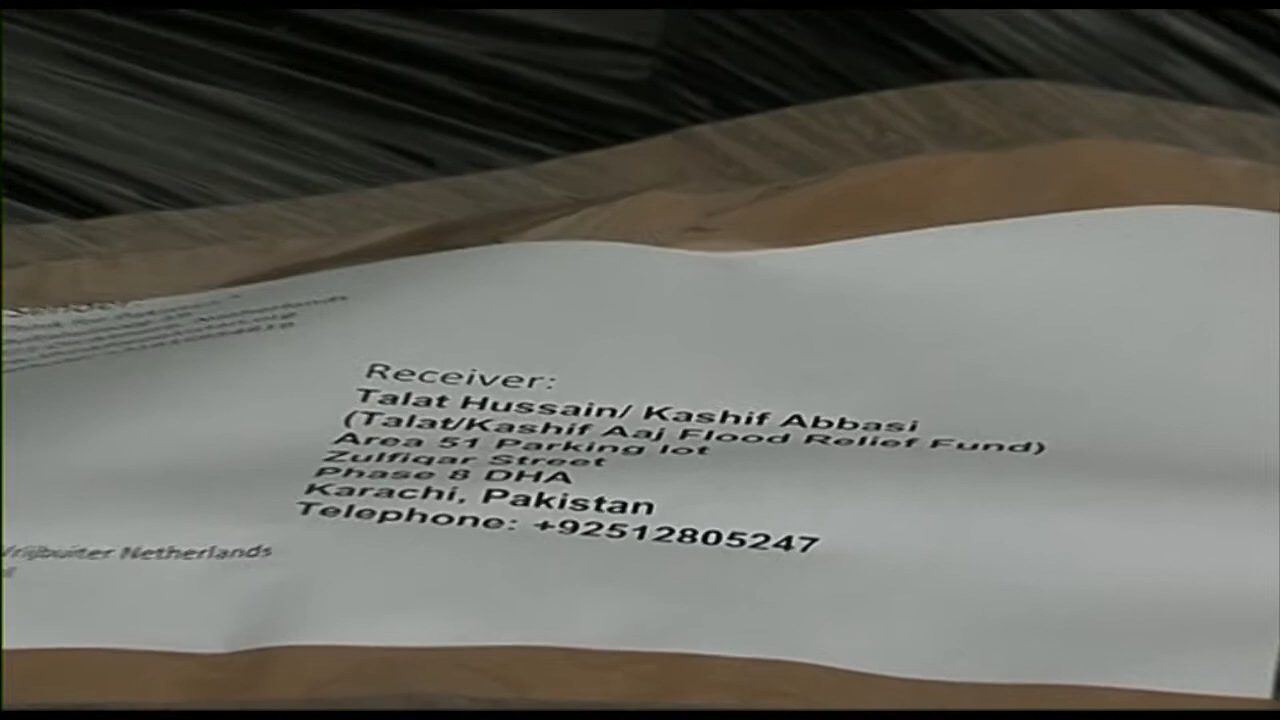 Receiver:
Talat Hussain/ Kashif Abbasi
(Talat/Kashif Aaj Flood Relief Fund)
Area 51 Parking lot
Zulfiqar Street
Phase 8 DHA
Karachi, Pakistan
Telephone: +92512805247
Vrijbuiter Netherlands